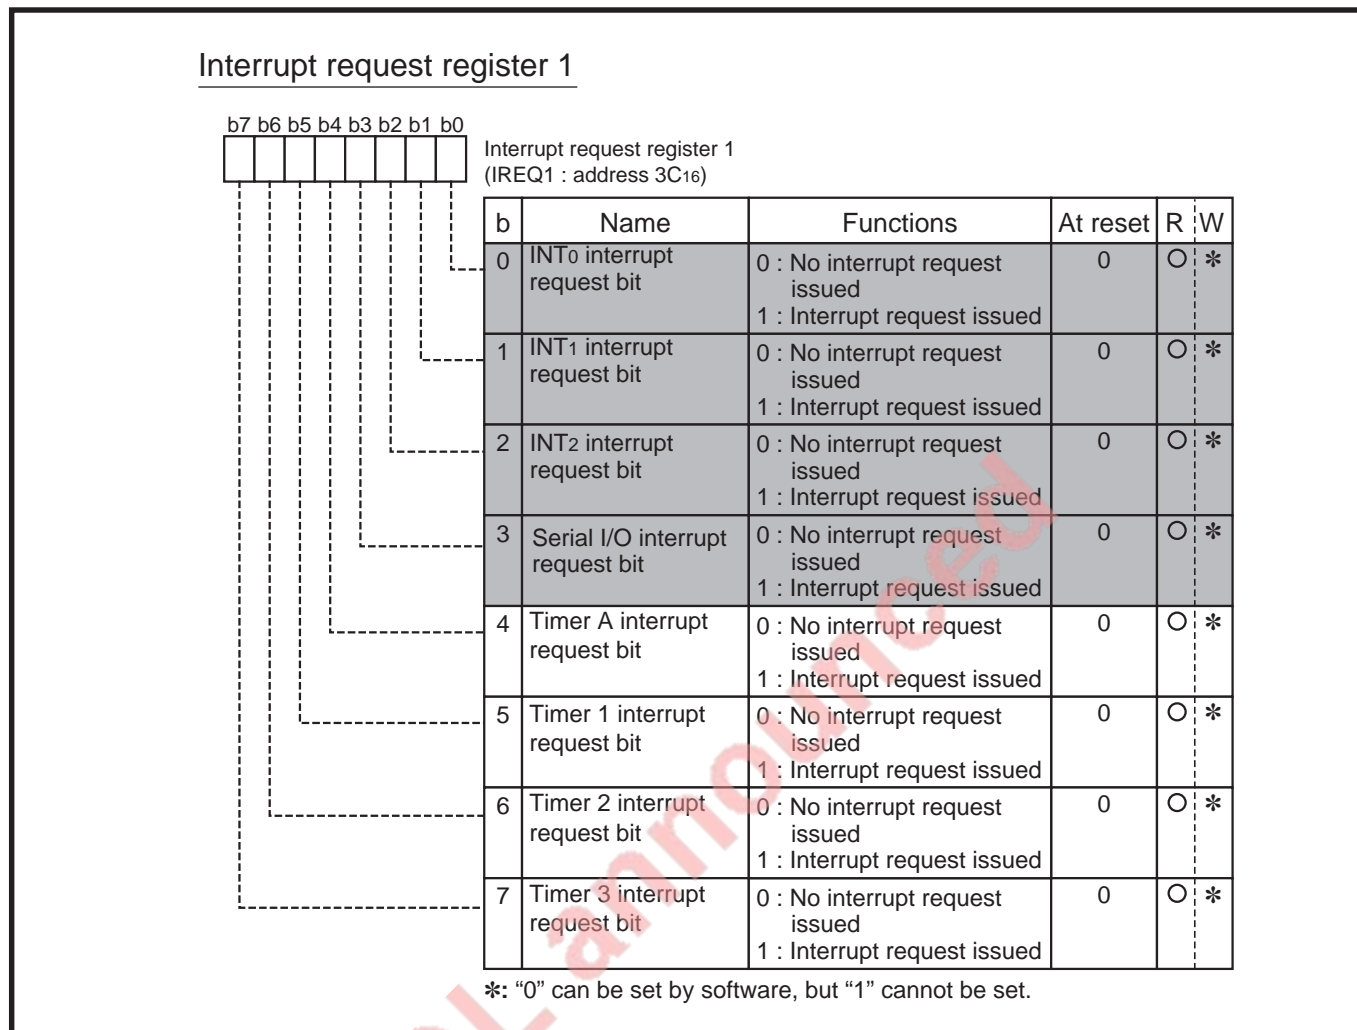 Interrupt request register 1
b7 b6 b5 b4 b3 b2 b1 b0
Interrupt request register 1
(IREQ1 : address 3C16)
b Name Functions At reset R W
0 INT0 interrupt request bit 0 : No interrupt request issued 1 : Interrupt request issued 0 ○ ✻
1 INT1 interrupt request bit 0 : No interrupt request issued 1 : Interrupt request issued 0 ○ ✻
2 INT2 interrupt request bit 0 : No interrupt request issued 1 : Interrupt request issued 0 ○ ✻
3 Serial I/O interrupt request bit 0 : No interrupt request issued 1 : Interrupt request issued 0 ○ ✻
4 Timer A interrupt request bit 0 : No interrupt request issued 1 : Interrupt request issued 0 ○ ✻
5 Timer 1 interrupt request bit 0 : No interrupt request issued 1 : Interrupt request issued 0 ○ ✻
6 Timer 2 interrupt request bit 0 : No interrupt request issued 1 : Interrupt request issued 0 ○ ✻
7 Timer 3 interrupt request bit 0 : No interrupt request issued 1 : Interrupt request issued 0 ○ ✻
✻: “0” can be set by software, but “1” cannot be set.
announced